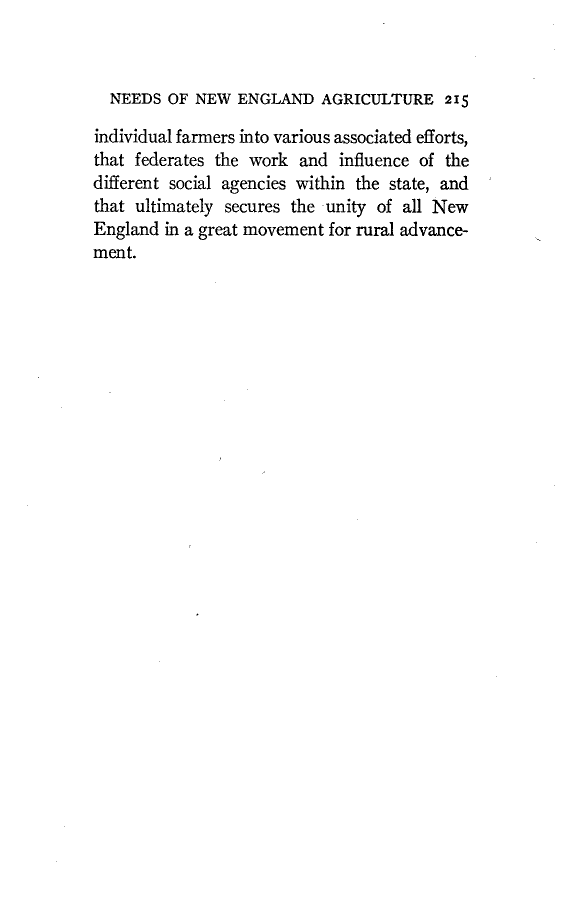 NEEDS OF NEW ENGLAND AGRICULTURE 215
individual farmers into various associated efforts,
that federates the work and influence of the
different social agencies within the state, and
that ultimately secures the unity of all New
England in a great movement for rural advance-
ment.